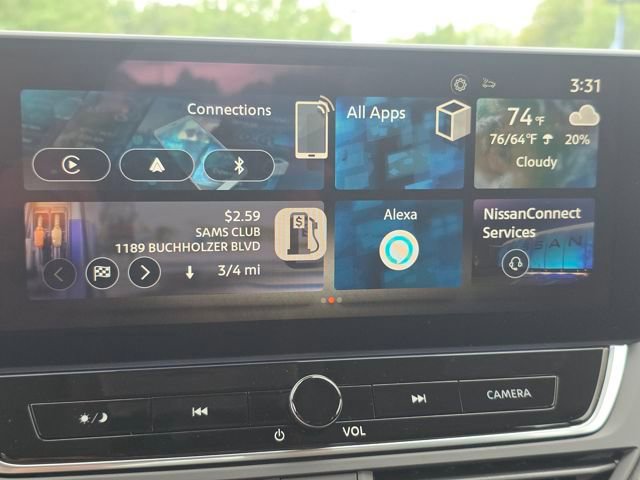 3:31
Connections
All Apps
74°F
76/64°F 20%
Cloudy
$2.59
SAMS CLUB
1189 BUCHHOLZER BLVD
3/4 mi
$
Alexa
NissanConnect
Services
NISSAN
VOL
CAMERA